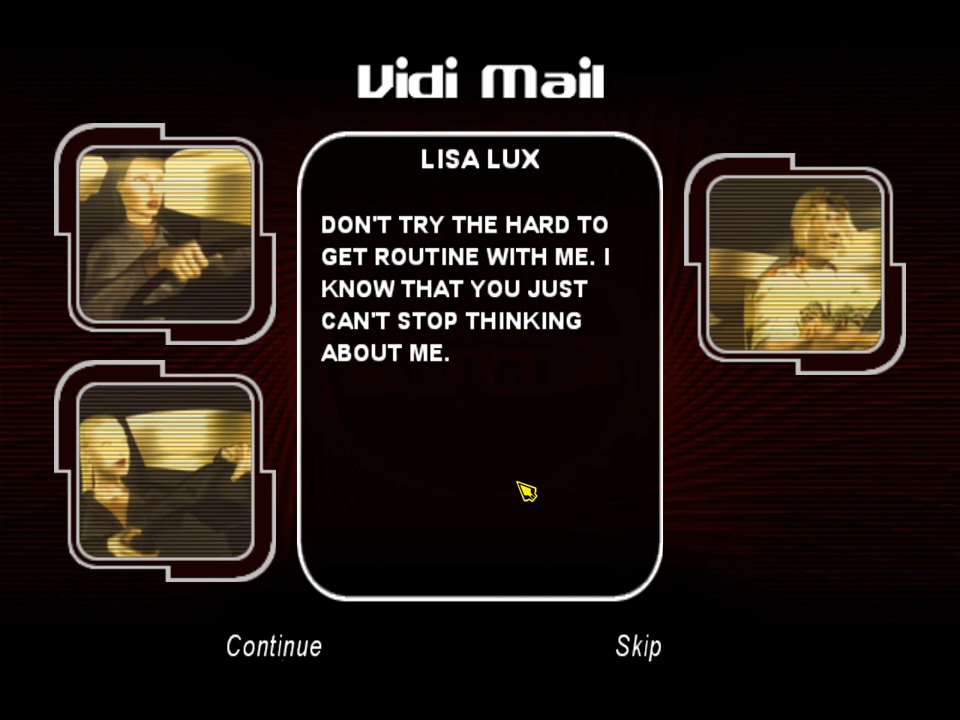 Vidi Mail
LISA LUX
DON'T TRY THE HARD TO
GET ROUTINE WITH ME. I
KNOW THAT YOU JUST
CAN'T STOP THINKING
ABOUT ME.
Continue
Skip